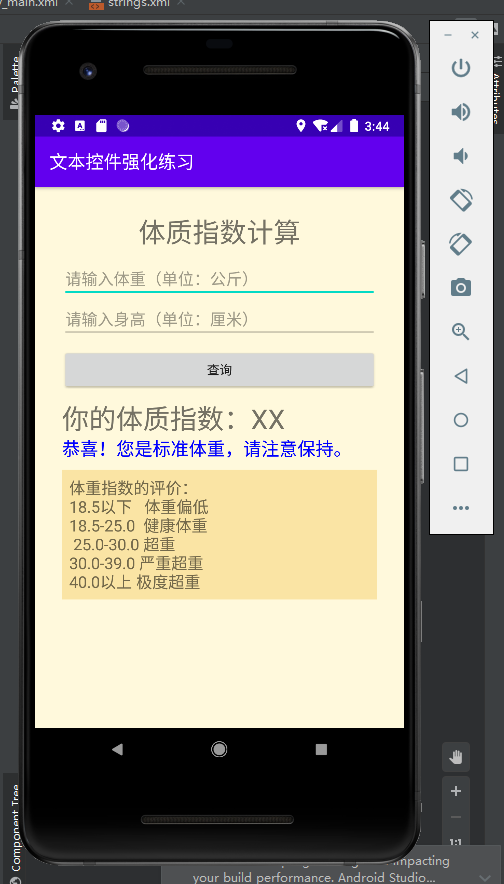 _main.xml
strings.xml
Palette
Attributes
3:44
文本控件强化练习
体质指数计算
请输入体重（单位：公斤）
请输入身高（单位：厘米）
查询
你的体质指数：XX
恭喜！您是标准体重，请注意保持。
体重指数的评价：
18.5以下 体重偏低
18.5-25.0 健康体重
25.0-30.0 超重
30.0-39.0 严重超重
40.0以上 极度超重
Component Tree
1:1
impacting
your build performance. Android Studio...